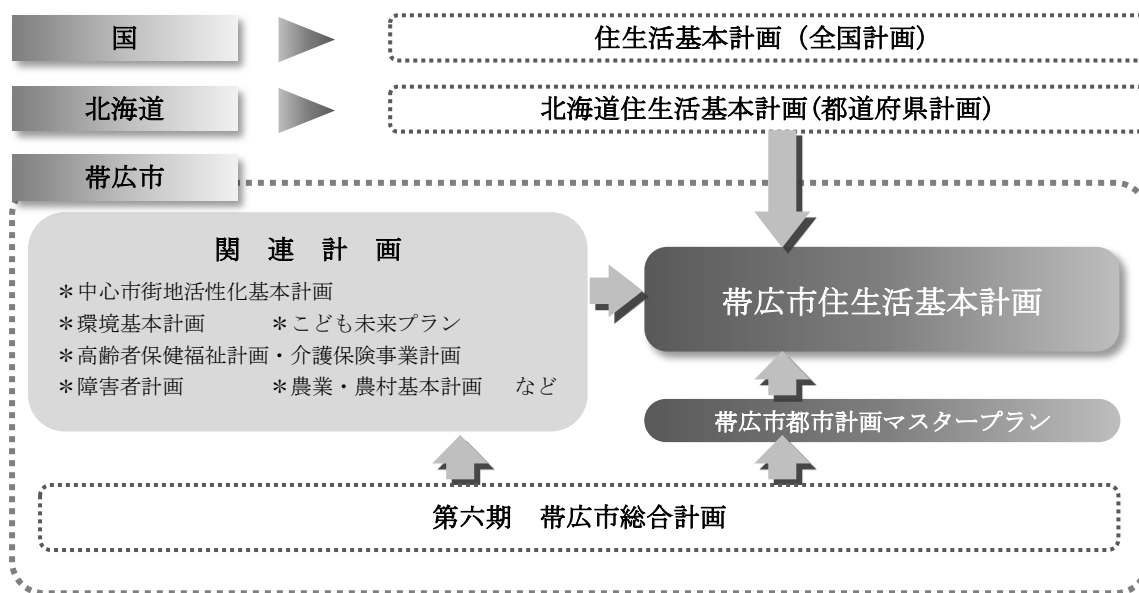 国
住生活基本計画（全国計画）
北海道
北海道住生活基本計画(都道府県計画）
帯広市
関　連　計　画
＊中心市街地活性化基本計画
＊環境基本計画　　　＊こども未来プラン
＊高齢者保健福祉計画・介護保険事業計画
＊障害者計画　　　　＊農業・農村基本計画　など
帯広市住生活基本計画
帯広市都市計画マスタープラン
第六期　帯広市総合計画